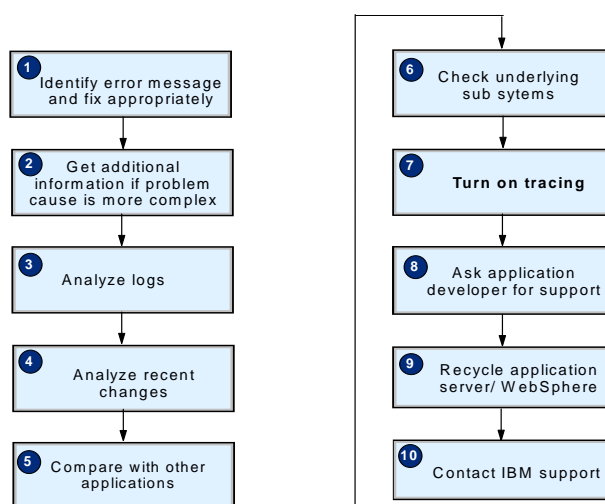 1
Identify error message
and fix appropriately
2
Get additional
information if problem
cause is more complex
3
Analyze logs
4
Analyze recent
changes
5
Compare with other
applications
6
Check underlying
sub sytems
7
Turn on tracing
8
Ask application
developer for support
9
Recycle application
server/ WebSphere
10
Contact IBM support